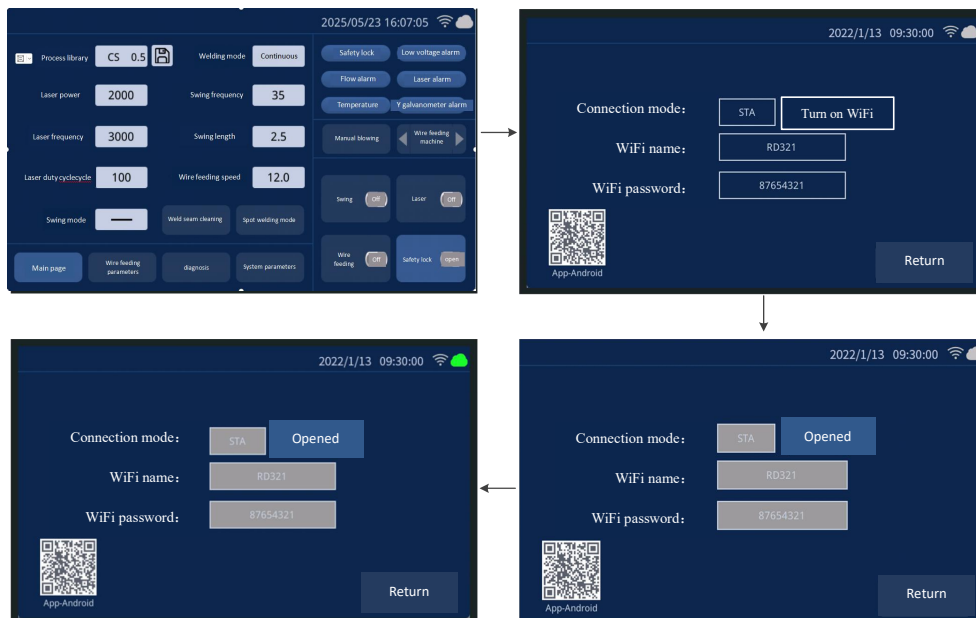 2025/05/23 16:07:05
Process library CS 0.5 Welding mode Continuous
Laser power 2000 Swing frequency 35
Laser frequency 3000 Swing length 2.5
Laser duty cyclecycle 100 Wire feeding speed 12.0
Swing mode Weld seam cleaning Spot welding mode
Main page Wire feeding parameters diagnosis System parameters
Safety lock Low voltage alarm
Flow alarm Laser alarm
Temperature Y galvanometer alarm
Manual blowing Wire feeding machine
Swing Off Laser Off
Wire feeding Off Safety lock open
2022/1/13 09:30:00
Connection mode: STA Turn on WiFi
WiFi name: RD321
WiFi password: 87654321
App-Android
Return
2022/1/13 09:30:00
Connection mode: STA Opened
WiFi name: RD321
WiFi password: 87654321
App-Android
Return
2022/1/13 09:30:00
Connection mode: STA Opened
WiFi name: RD321
WiFi password: 87654321
App-Android
Return